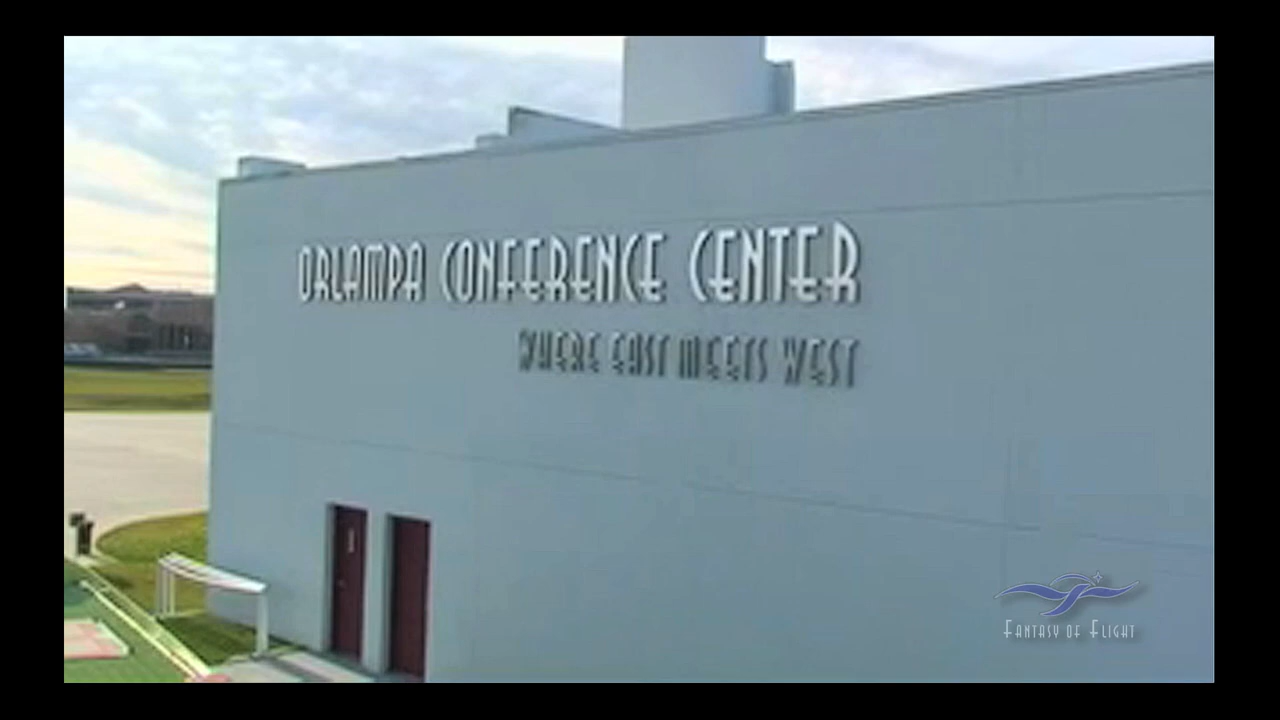 ORLAMPA CONFERENCE CENTER
WHERE EAST MEETS WEST
FANTASY OF FLIGHT